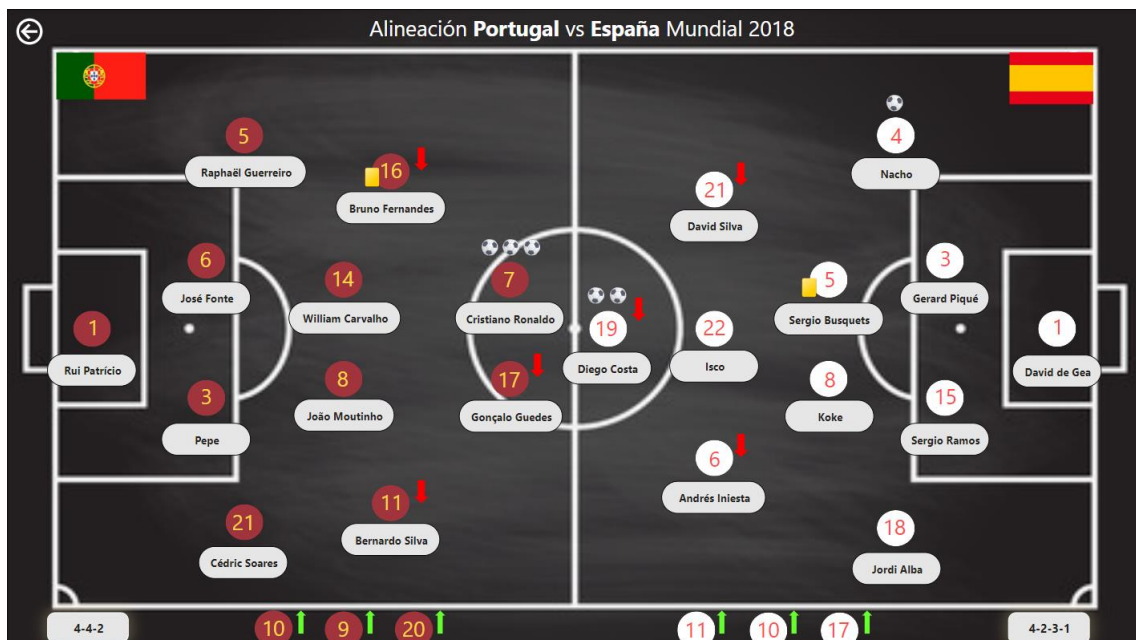 Alineación Portugal vs España Mundial 2018
5
Raphaël Guerreiro
16
Bruno Fernandes
6
José Fonte
14
William Carvalho
7
Cristiano Ronaldo
1
Rui Patrício
8
João Moutinho
17
Gonçalo Guedes
3
Pepe
11
Bernardo Silva
21
Cédric Soares
4
Nacho
21
David Silva
3
Gerard Piqué
5
Sergio Busquets
19
Diego Costa
22
Isco
1
David de Gea
8
Koke
15
Sergio Ramos
6
Andrés Iniesta
18
Jordi Alba
4-4-2
10
9
20
11
10
17
4-2-3-1